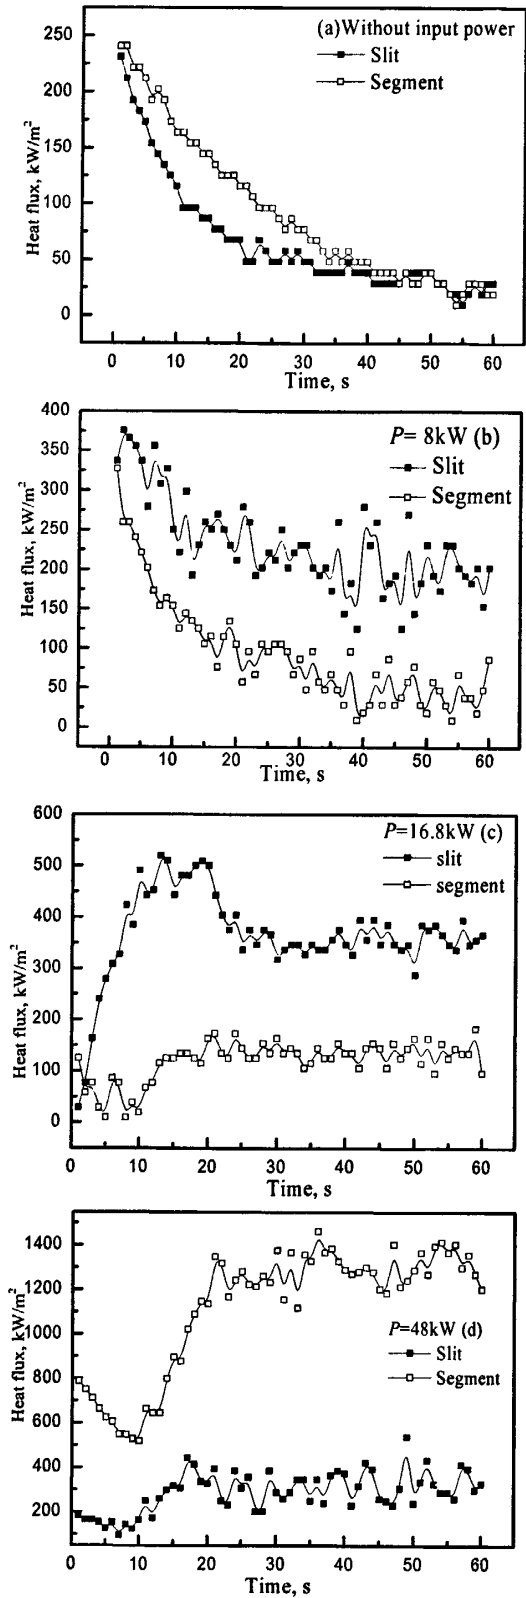 (a)Without input power
Slit
Segment
250
200
150
100
50
0
Heat flux, kW/m²
0 10 20 30 40 50 60
Time, s
P= 8kW (b)
Slit
Segment
400
350
300
250
200
150
100
50
0
Heat flux, kW/m²
0 10 20 30 40 50 60
Time, s
P=16.8kW (c)
slit
segment
600
500
400
300
200
100
0
Heat flux, kW/m²
0 10 20 30 40 50 60
Time, s
P=48kW (d)
Slit
Segment
1400
1200
1000
800
600
400
200
Heat flux, kW/m²
0 10 20 30 40 50 60
Time, s